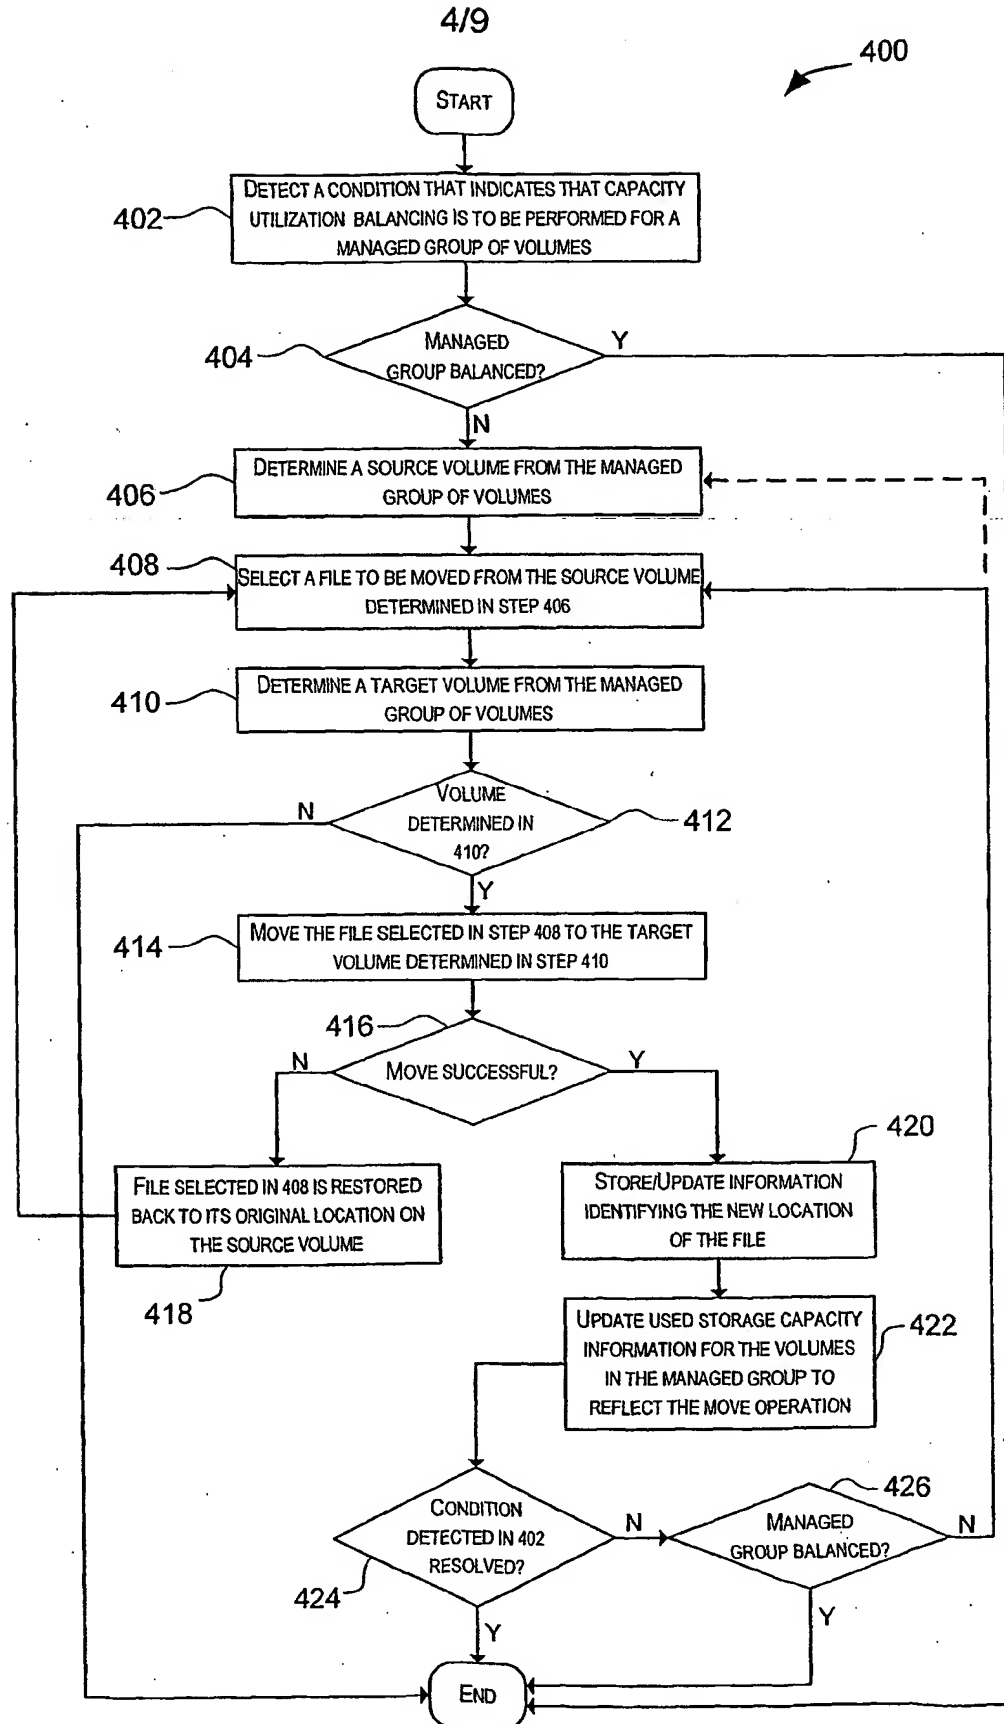 4/9
400
START
402
DETECT A CONDITION THAT INDICATES THAT CAPACITY
UTILIZATION BALANCING IS TO BE PERFORMED FOR A
MANAGED GROUP OF VOLUMES
404
MANAGED
GROUP BALANCED?
Y
N
406
DETERMINE A SOURCE VOLUME FROM THE MANAGED
GROUP OF VOLUMES
408
SELECT A FILE TO BE MOVED FROM THE SOURCE VOLUME
DETERMINED IN STEP 406
410
DETERMINE A TARGET VOLUME FROM THE MANAGED
GROUP OF VOLUMES
N
VOLUME
DETERMINED IN
410?
412
Y
414
MOVE THE FILE SELECTED IN STEP 408 TO THE TARGET
VOLUME DETERMINED IN STEP 410
416
N
MOVE SUCCESSFUL?
Y
FILE SELECTED IN 408 IS RESTORED
BACK TO ITS ORIGINAL LOCATION ON
THE SOURCE VOLUME
418
420
STORE/UPDATE INFORMATION
IDENTIFYING THE NEW LOCATION
OF THE FILE
UPDATE USED STORAGE CAPACITY
INFORMATION FOR THE VOLUMES
IN THE MANAGED GROUP TO
REFLECT THE MOVE OPERATION
422
CONDITION
DETECTED IN 402
RESOLVED?
424
N
426
MANAGED
GROUP BALANCED?
N
Y
Y
END